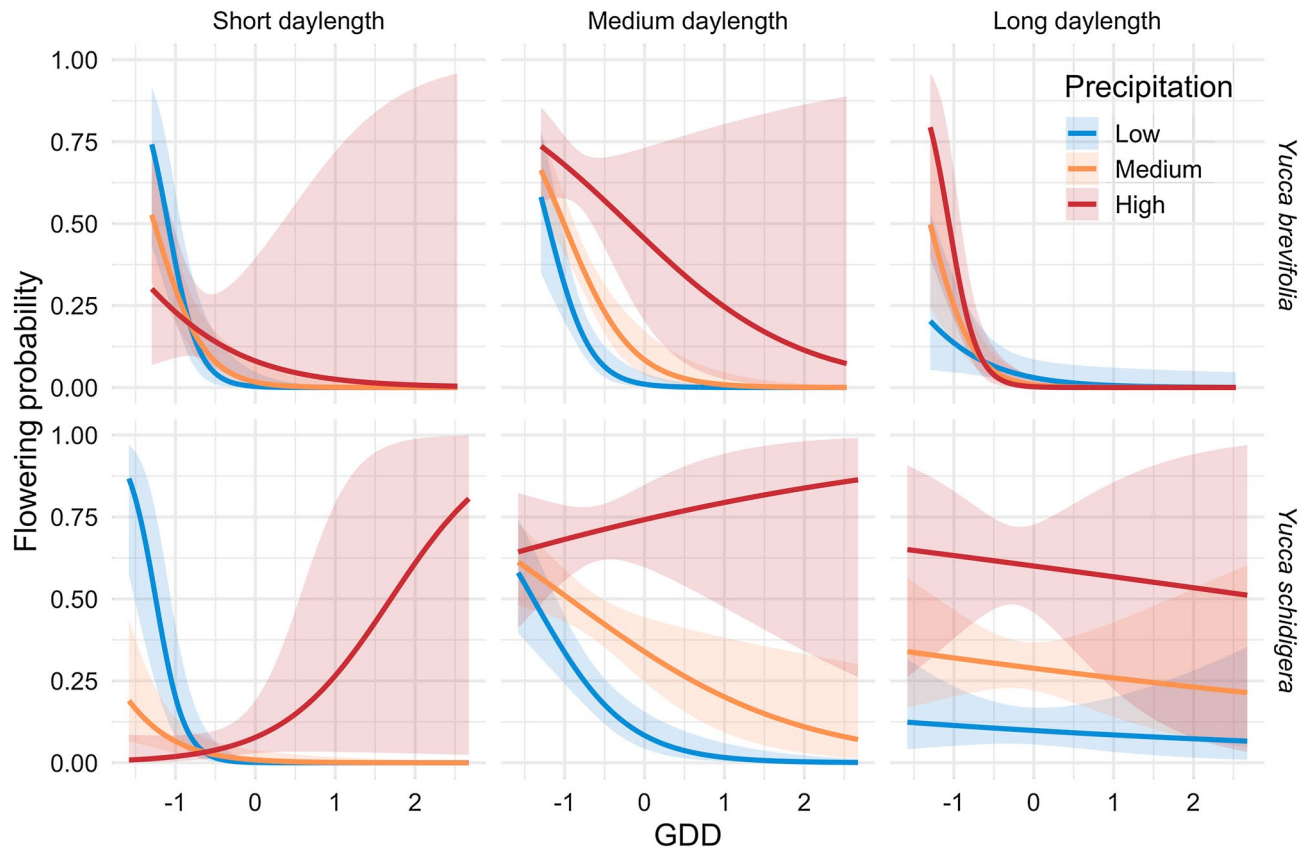 Short daylength
Medium daylength
Long daylength
1.00
0.75
0.50
0.25
0.00
Precipitation
Low
Medium
High
Yucca brevifolia
Flowering probability
1.00
0.75
0.50
0.25
0.00
Yucca schidigera
-1 0 1 2
-1 0 1 2
-1 0 1 2
GDD